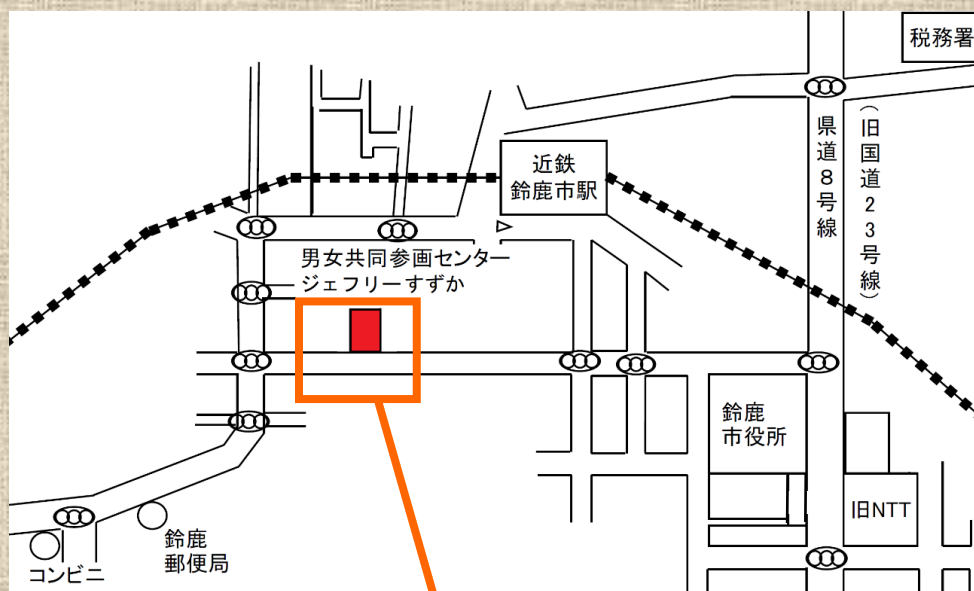 税務署
近鉄
鈴鹿市駅
県道8号線
(旧国道23号線)
男女共同参画センター
ジェフリーすずか
鈴鹿
市役所
旧NTT
鈴鹿
郵便局
コンビニ